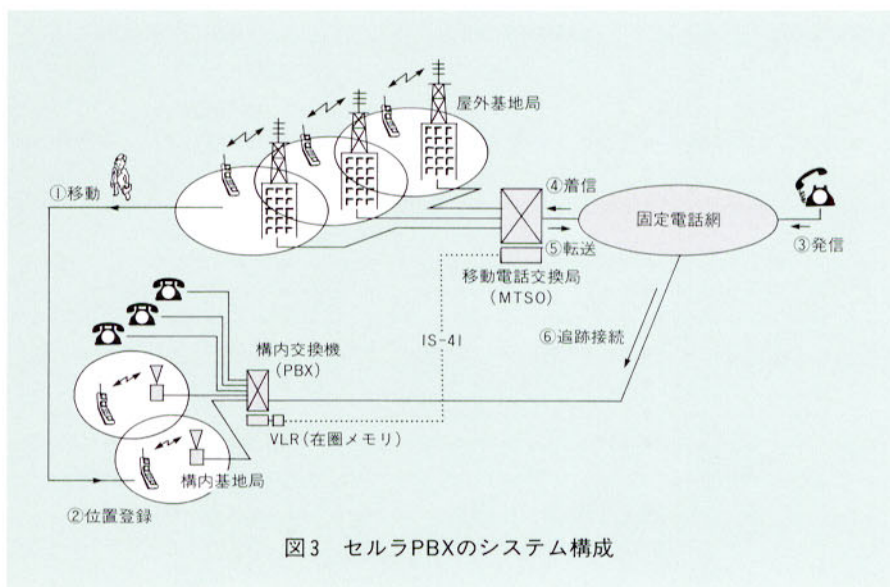 屋外基地局
①移動
④着信
固定電話網
③発信
⑤転送
移動電話交換局
(MTSO)
構内交換機
(PBX)
IS-41
⑥追跡接続
VLR(在圏メモリ)
構内基地局
②位置登録
図3 セルラPBXのシステム構成